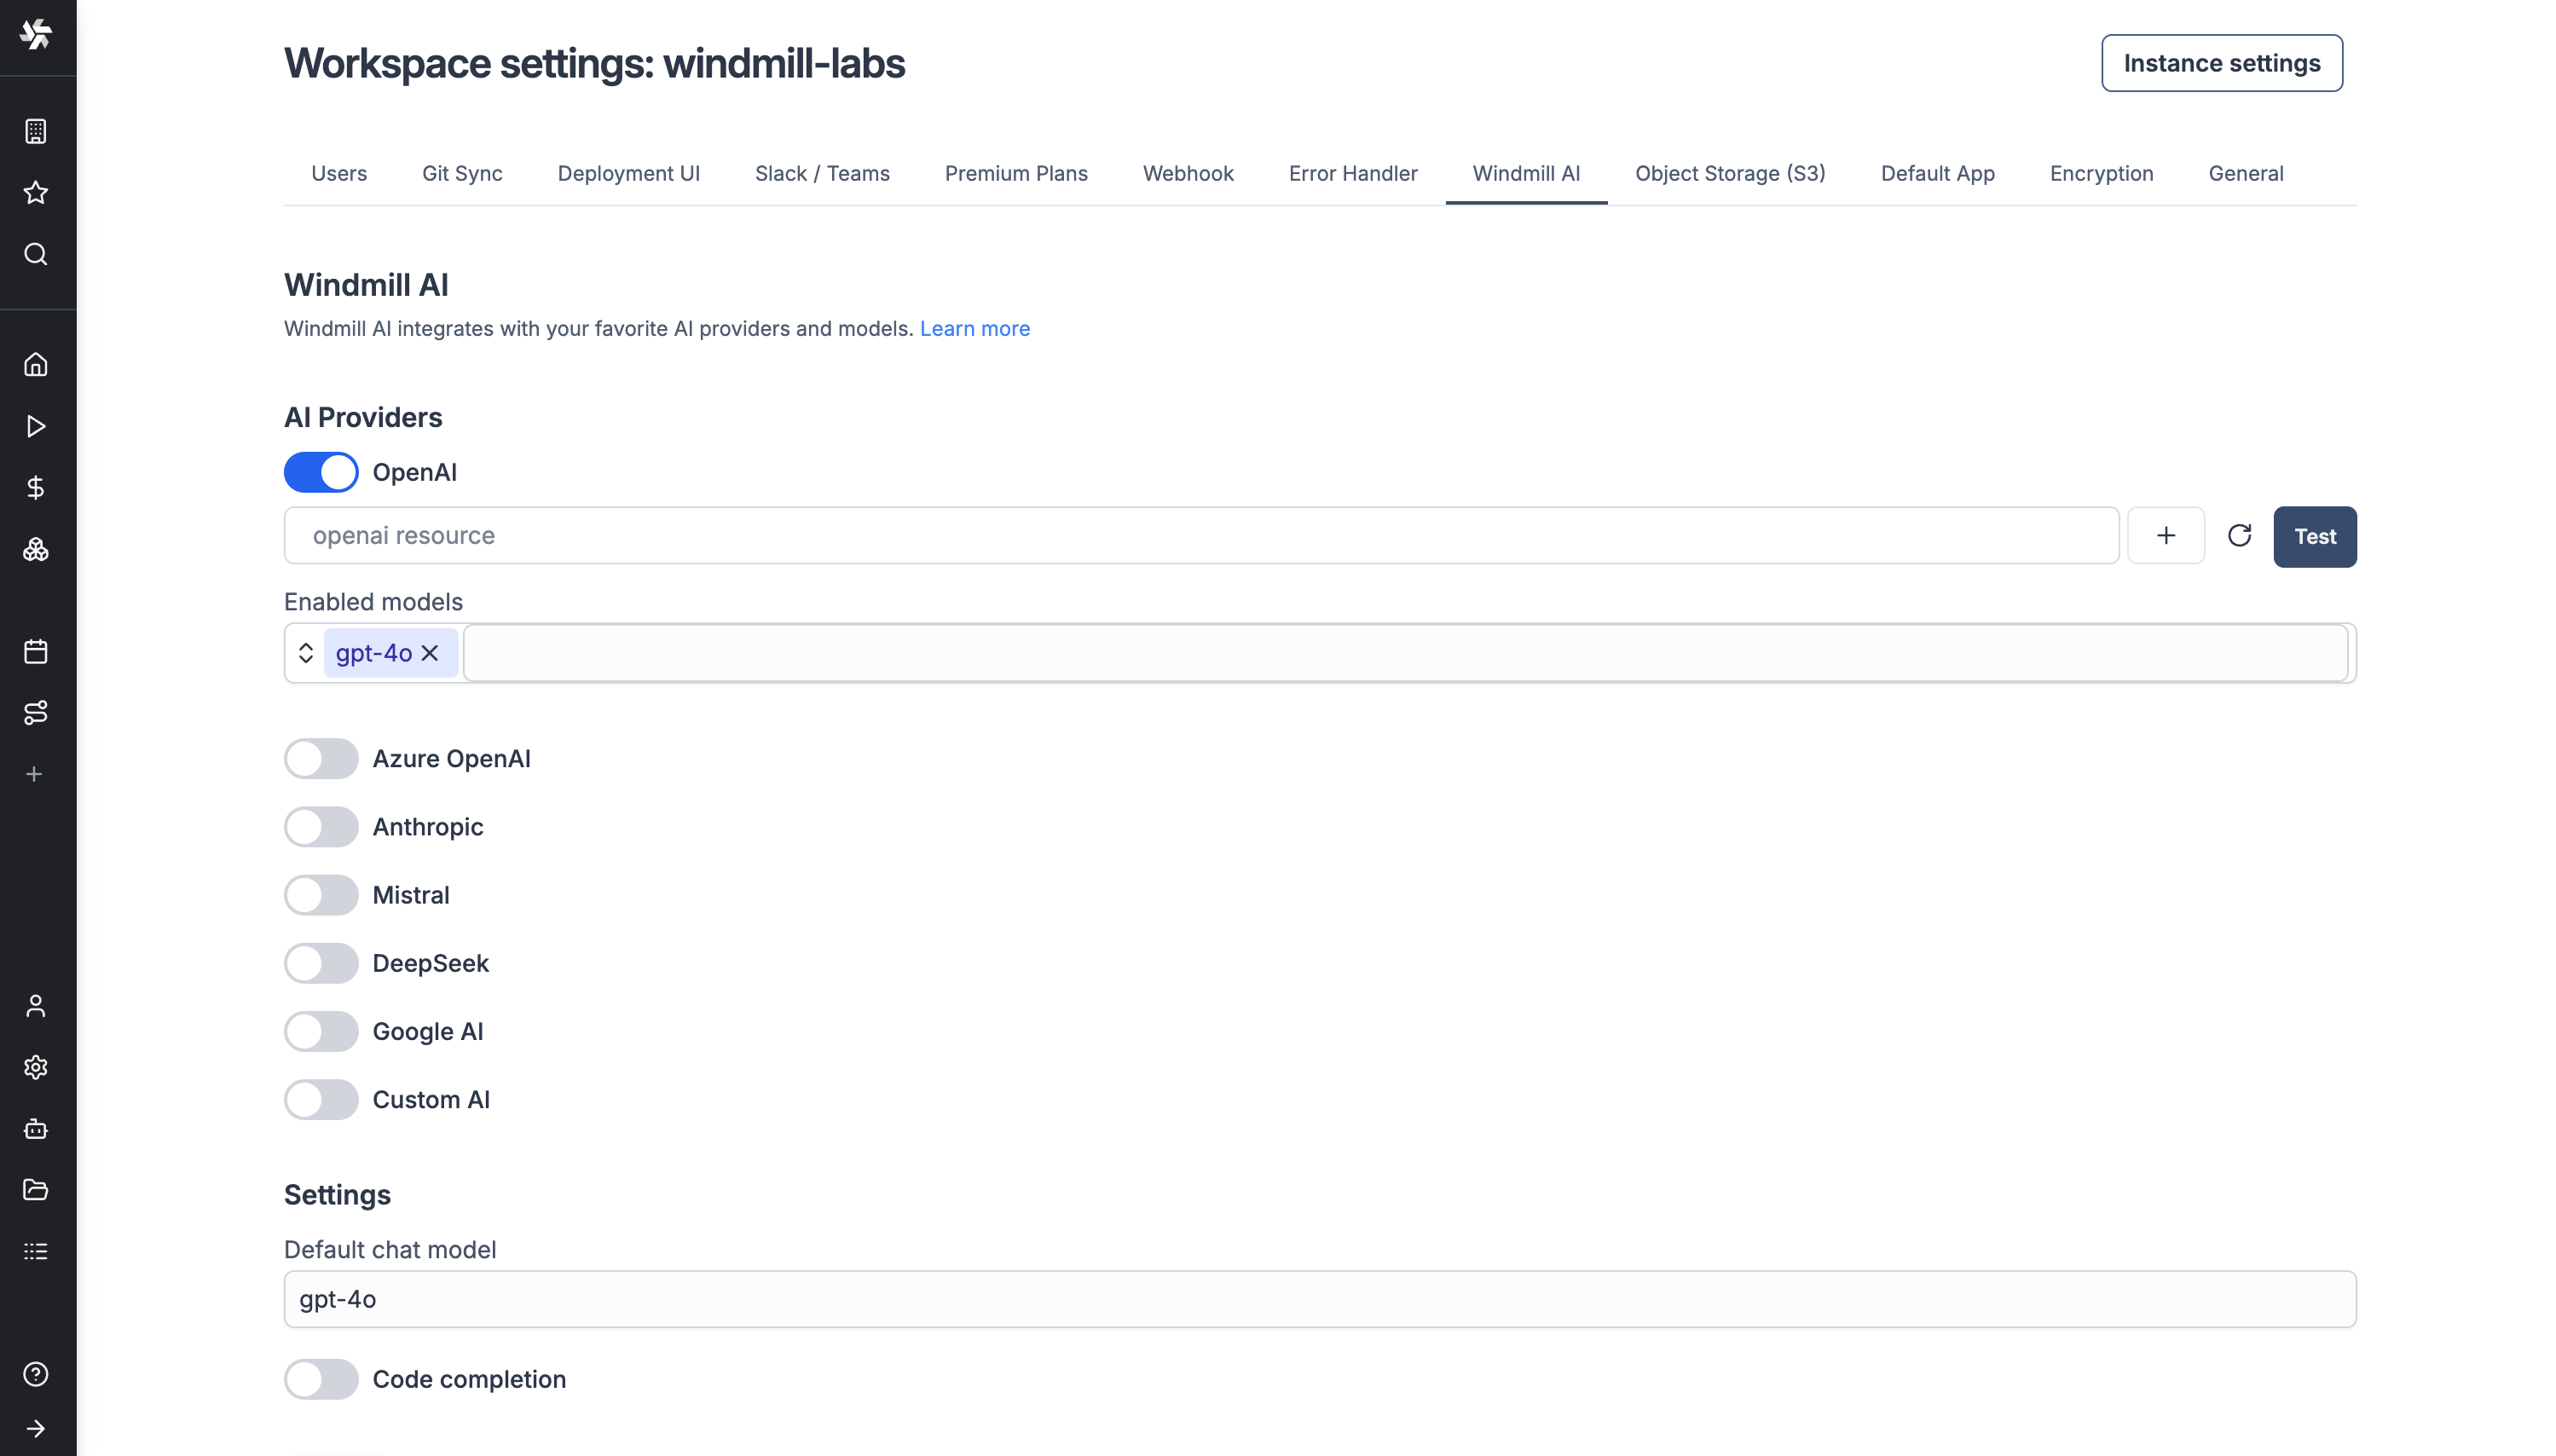 Workspace settings: windmill-labs
Instance settings
Users Git Sync Deployment UI Slack / Teams Premium Plans Webhook Error Handler Windmill AI Object Storage (S3) Default App Encryption General
Windmill AI
Windmill AI integrates with your favorite AI providers and models. Learn more
AI Providers
OpenAI
openai resource
Test
Enabled models
gpt-4o
Azure OpenAI
Anthropic
Mistral
DeepSeek
Google AI
Custom AI
Settings
Default chat model
gpt-4o
Code completion